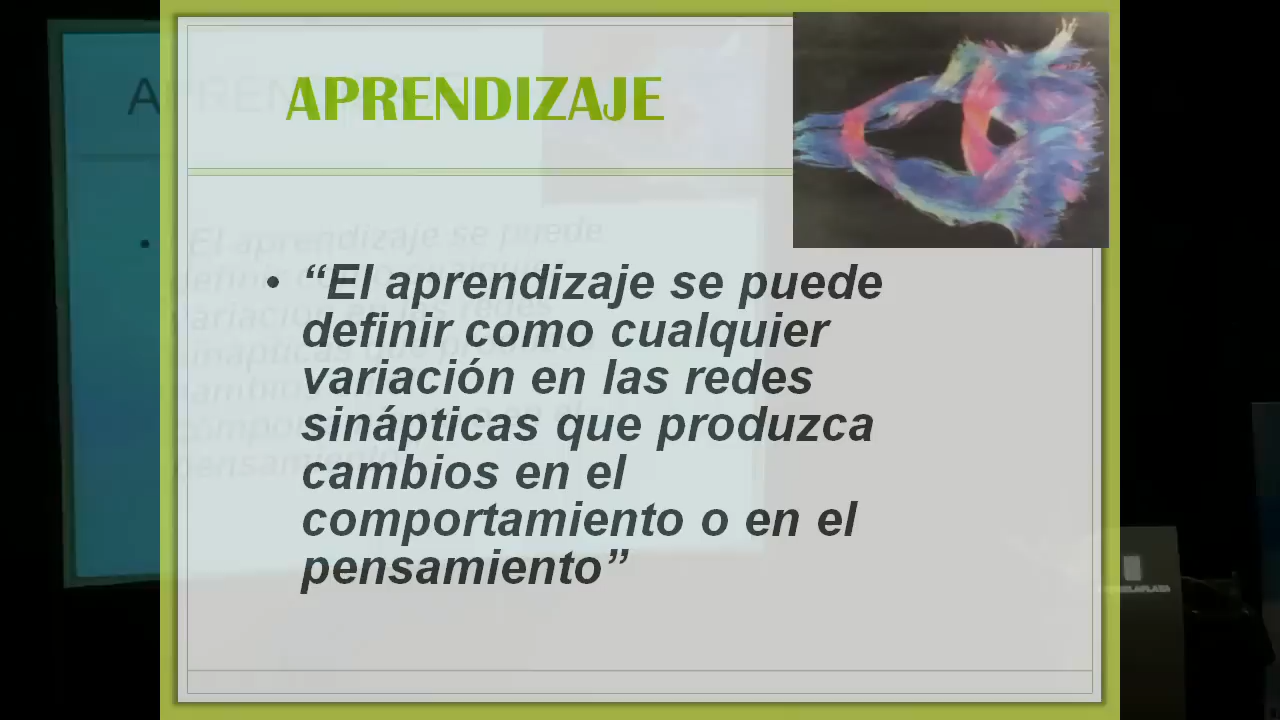 APRENDIZAJE
• “El aprendizaje se puede
definir como cualquier
variación en las redes
sinápticas que produzca
cambios en el
comportamiento o en el
pensamiento”